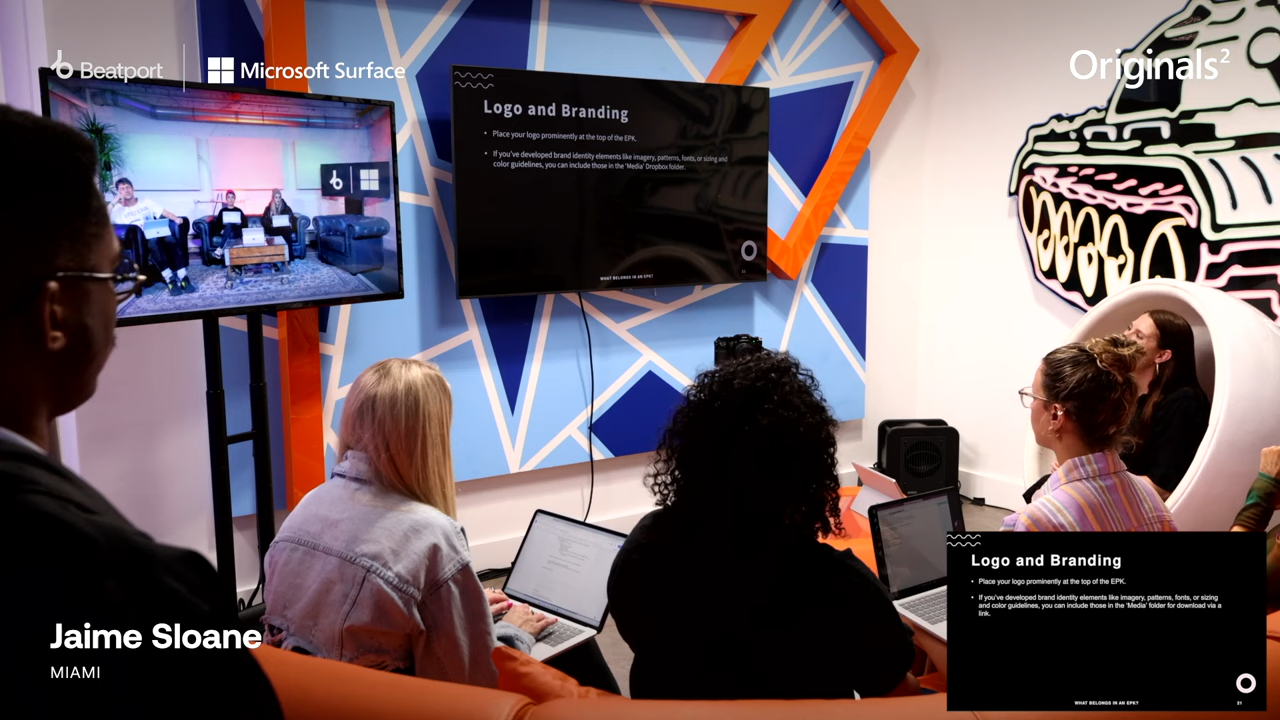 Beatport
Microsoft Surface
Originals²
Logo and Branding
• Place your logo prominently at the top of the EPK.
• If you've developed brand identity elements like imagery, patterns, fonts, or sizing and
color guidelines, you can include those in the 'Media' Dropbox folder.
WHAT BELONGS IN AN EPK?
Jaime Sloane
MIAMI
Logo and Branding
• Place your logo prominently at the top of the EPK.
• If you've developed brand identity elements like imagery, patterns, fonts, or sizing
and color guidelines, you can include those in the 'Media' folder for download via a
link.
WHAT BELONGS IN AN EPK?
21